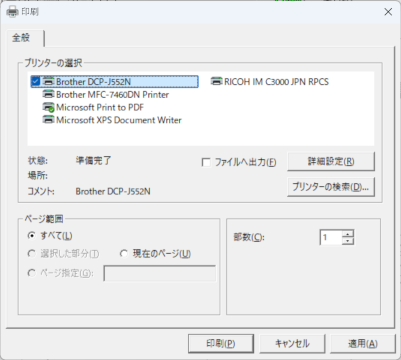 印刷
全般
プリンターの選択
Brother DCP-J552N
RICOH IM C3000 JPN RPCS
Brother MFC-7460DN Printer
Microsoft Print to PDF
Microsoft XPS Document Writer
状態: 準備完了
ファイルへ出力(F)
詳細設定(R)
場所:
コメント: Brother DCP-J552N
プリンターの検索(D)...
ページ範囲
すべて(L)
部数(C): 1
選択した部分(T)
現在のページ(U)
ページ指定(G):
印刷(P)
キャンセル
適用(A)